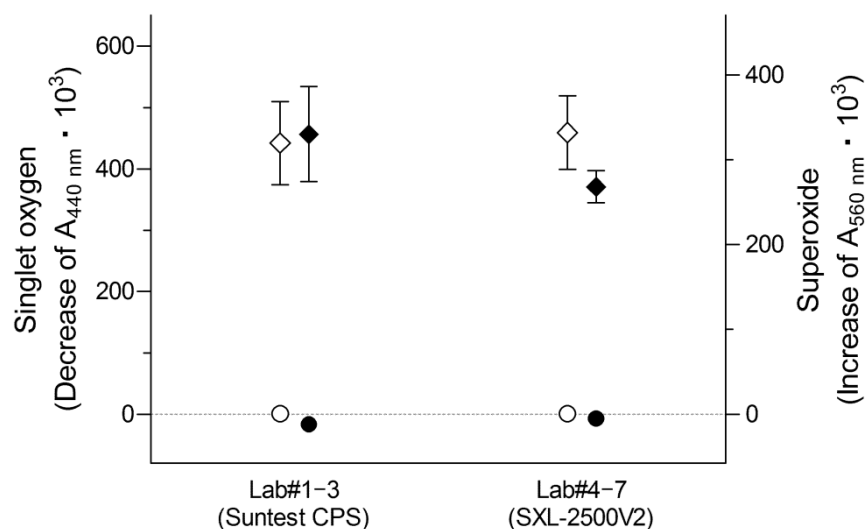 Singlet oxygen
(Decrease of A440 nm · 10³)
600
400
200
0
Lab#1−3
(Suntest CPS)
Lab#4−7
(SXL-2500V2)
400
200
0
Superoxide
(Increase of A560 nm · 10³)